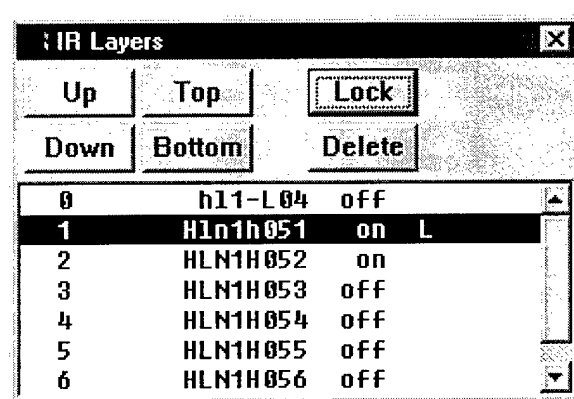 IR Layers
Up Top Lock
Down Bottom Delete
0 hl1-L04 off
1 Hln1h051 on L
2 HLN1H052 on
3 HLN1H053 off
4 HLN1H054 off
5 HLN1H055 off
6 HLN1H056 off